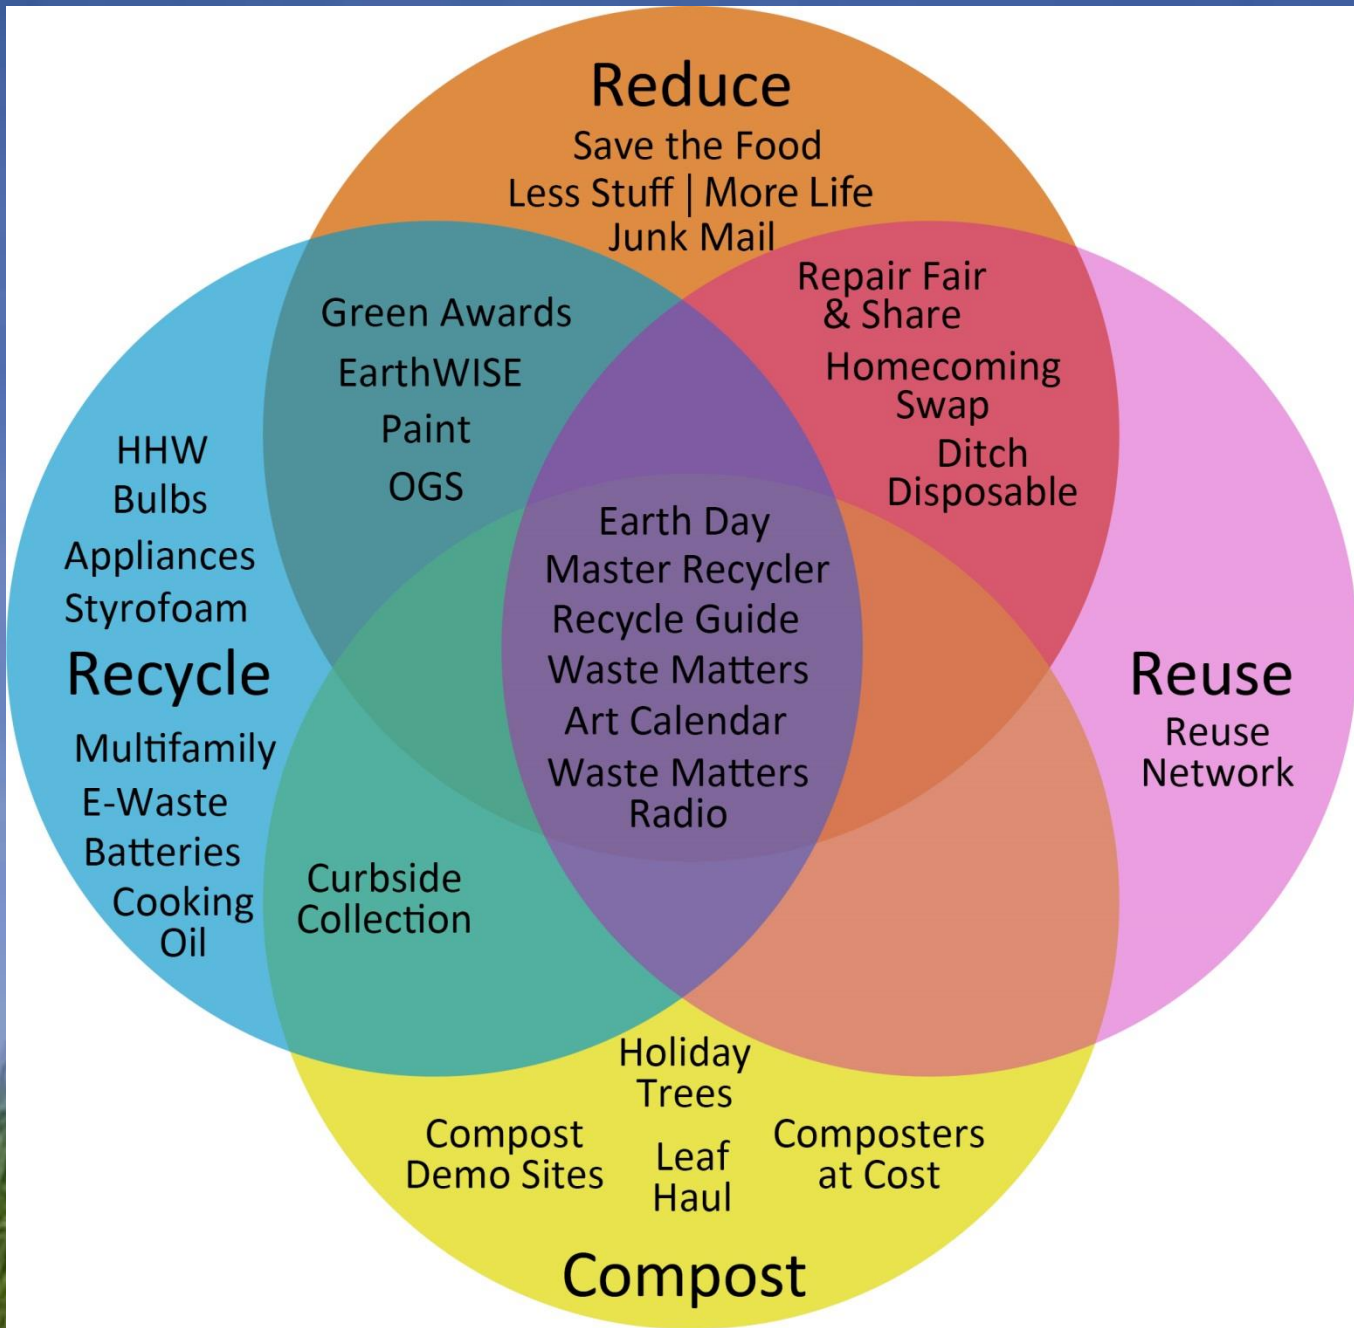 Reduce
Save the Food
Less Stuff | More Life
Junk Mail
Green Awards
EarthWISE
Paint
OGS
Repair Fair
& Share
Homecoming
Swap
Ditch
Disposable
HHW
Bulbs
Appliances
Styrofoam
Recycle
Multifamily
E-Waste
Batteries
Cooking
Oil
Earth Day
Master Recycler
Recycle Guide
Waste Matters
Art Calendar
Waste Matters
Radio
Reuse
Reuse
Network
Curbside
Collection
Holiday
Trees
Compost
Demo Sites
Leaf
Haul
Composters
at Cost
Compost